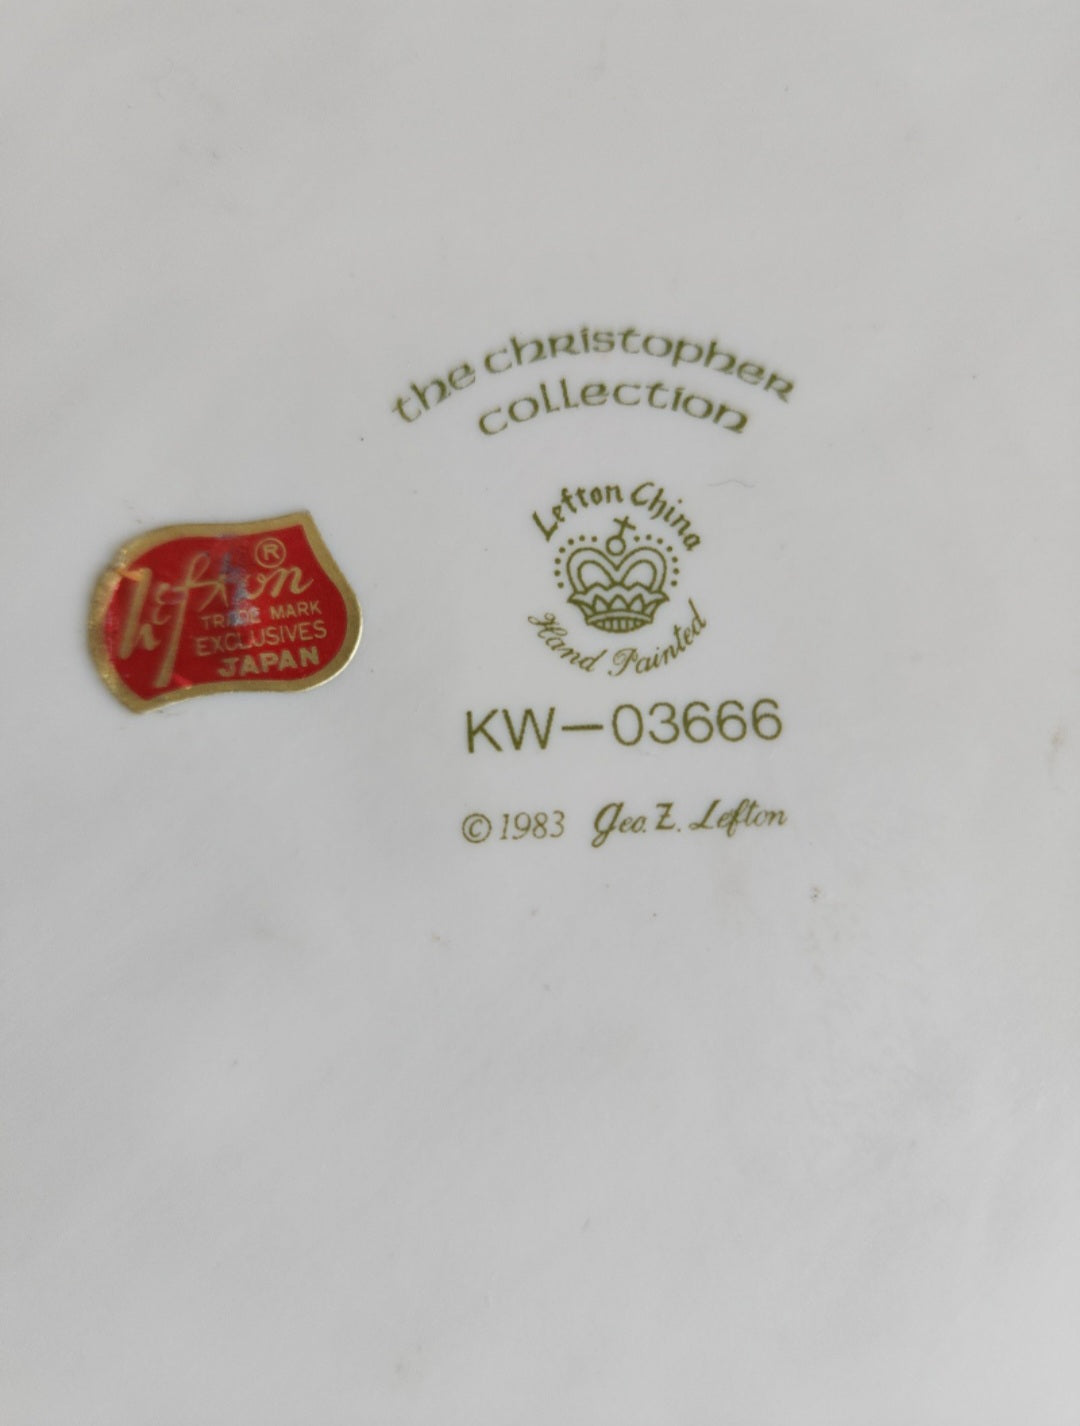 the christopher
collection
Lefton China
Hand Painted
KW-03666
© 1983 Geo. Z. Lefton
Lefton ®
TRADE MARK
EXCLUSIVES
JAPAN